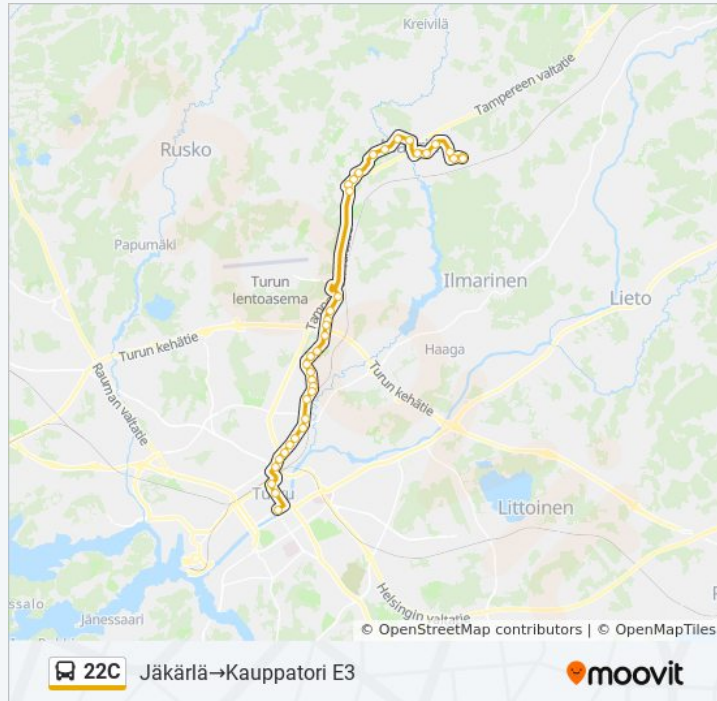 Kreivilä
Tampereen valtatie
Rusko
Papumäki
Turun
lentoasema
Ilmarinen
Lieto
Turun kehätie
Haaga
Rauman valtatie
Turun kehätie
Turku
Littoinen
Helsingin valtatie
Jänessaari
© OpenStreetMap contributors | © OpenMapTiles
22C Jäkärlä→Kauppatori E3
moovit